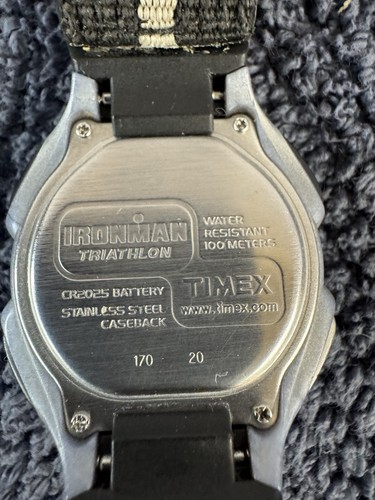 IRONMAN
TRIATHLON
WATER
RESISTANT
100 METERS
CR2025 BATTERY
STAINLESS STEEL
CASEBACK
TIMEX
www.timex.com
170 20